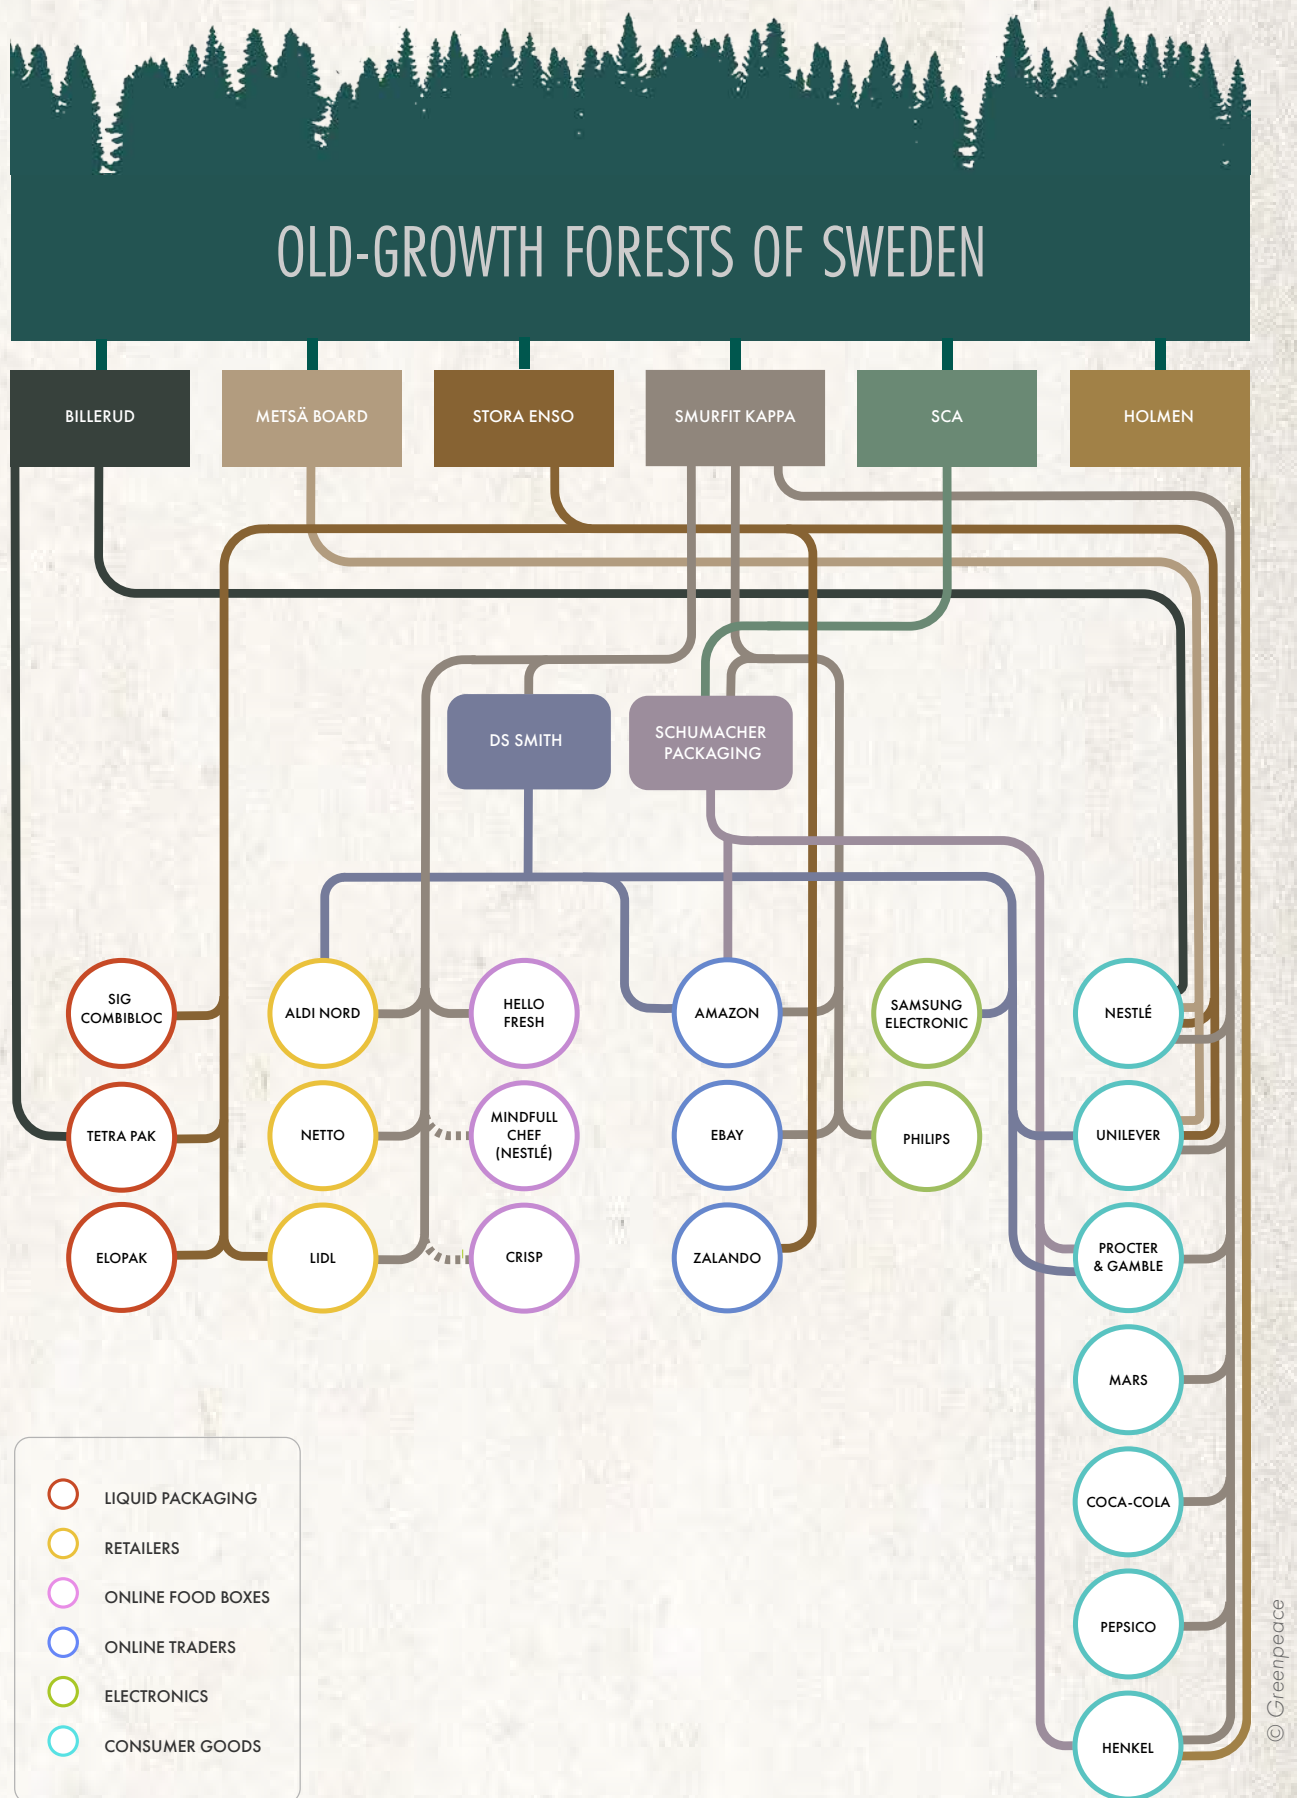 OLD-GROWTH FORESTS OF SWEDEN
BILLERUD
METSÄ BOARD
STORA ENSO
SMURFIT KAPPA
SCA
HOLMEN
DS SMITH
SCHUMACHER
PACKAGING
SIG
COMBIBLOC
ALDI NORD
HELLO
FRESH
AMAZON
SAMSUNG
ELECTRONIC
NESTLÉ
TETRA PAK
NETTO
MINDFULL
CHEF
(NESTLÉ)
EBAY
PHILIPS
UNILEVER
ELOPAK
LIDL
CRISP
ZALANDO
PROCTER
& GAMBLE
MARS
COCA-COLA
PEPSICO
HENKEL
LIQUID PACKAGING
RETAILERS
ONLINE FOOD BOXES
ONLINE TRADERS
ELECTRONICS
CONSUMER GOODS
© Greenpeace